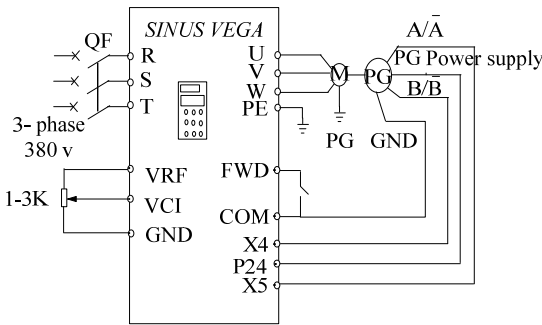 SINUS VEGA
A/A̅
QF
R
U
PG Power supply
S
V
M
PG
T
W
B/B̅
3- phase
PE
380 v
PG
GND
VRF
FWD
1-3K
VCI
COM
GND
X4
P24
X5